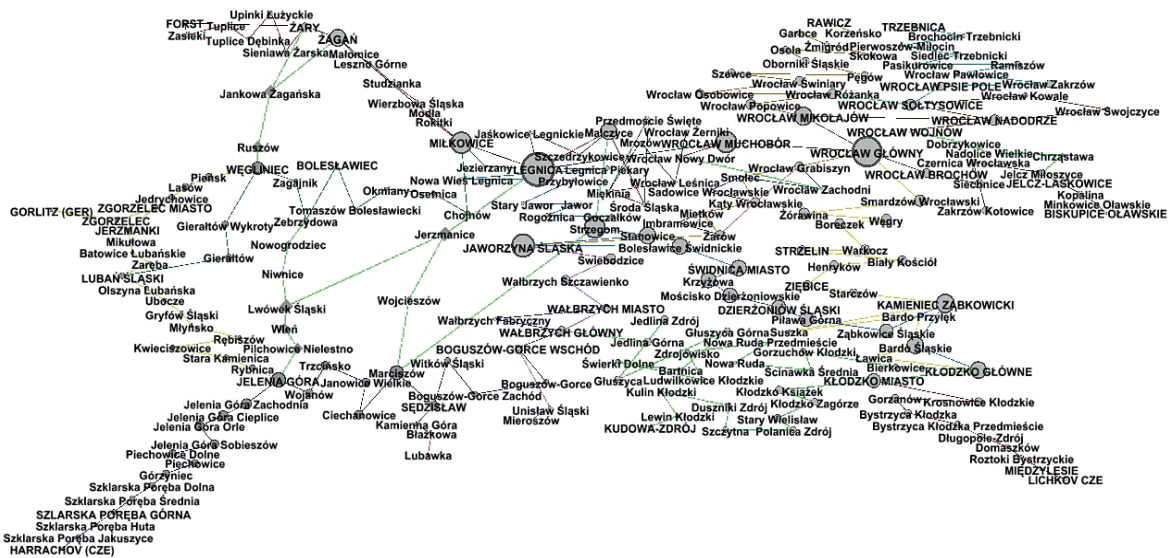 Upinki Łużyckie
FORST
Tuplice
ŻARY
Zasieki
Tuplice Dębinka
ŻAGAŃ
Sieniawa Żarska
Małomice
Leszno Górne
Studzianka
Jankowa Żagańska
Wierzbowa Śląska
Modla
Rokitki
MIŁKOWICE
Jaśkowice Legnickie
Malczyce
Przedmoście Święte
Mrozów
Wrocław Żerniki
WROCŁAW MUCHOBÓR
RAWICZ
Garbce
Korzeńsko
TRZEBNICA
Brochocin Trzebnicki
Osola
Żmigród
Pierwoszów-Miłocin
Skokowa
Siedlec Trzebnicki
Oborniki Śląskie
Pasikurowice
Ramiszów
Szewce
Pęgów
Wrocław Pawłowice
Wrocław Świniary
WROCŁAW PSIE POLE
Wrocław Zakrzów
Wrocław Osobowice
Wrocław Różanka
Wrocław Kowale
Wrocław Popowice
WROCŁAW SOŁTYSOWICE
Wrocław Swojczyce
WROCŁAW MIKOŁAJÓW
WROCŁAW NADODRZE
WROCŁAW WOJNÓW
Dobrzykowice
WROCŁAW GŁÓWNY
Nadolice Wielkie
Chrząstawa
Czernica Wrocławska
WROCŁAW BROCHÓW
Jelcz Miłoszyce
Siechnice
JELCZ-LASKOWICE
Kopalina
Smardzów Wrocławski
Minkowice Oławskie
Zakrzów Kotowice
BISKUPICE OŁAWSKIE
Ruszów
WĘGLINIEC
BOLESŁAWIEC
Jezierzany
Szczedrzykowice
LEGNICA
Legnica Piekary
Wrocław Nowy Dwór
Wrocław Grabiszyn
Pieńsk
Zagajnik
Okmiany
Nowa Wieś Legnica
Przybyłowice
Wrocław Leśnica
Smolec
Lasów
Osetnica
Miękinia
Sadowice Wrocławskie
Wrocław Zachodni
Jędrychowice
GORLITZ (GER)
ZGORZELEC MIASTO
Tomaszów Bolesławiecki
Chojnów
Stary Jawor
Jawor
Środa Śląska
Kąty Wrocławskie
ZGORZELEC
Zebrzydowa
Rogoźnica
Goczałków
Mietków
Żórawina
JERZMANKI
Gierałtów Wykroty
Jerzmanice
Strzegom
Imbramowice
Boreczek
Węgry
Mikułowa
Nowogrodziec
JAWORZYNA ŚLĄSKA
Stanowice
Żarów
Batowice Lubańskie
Gierałtów
Bolesławice Świdnickie
STRZELIN
Warkocz
Zaręba
Świebodzice
Henryków
Biały Kościół
LUBAŃ ŚLĄSKI
Niwnice
Wałbrzych Szczawienko
ŚWIDNICA MIASTO
Krzyżowa
ZIĘBICE
Olszyna Lubańska
Wojcieszów
Mościsko Dzierżoniowskie
Starczów
Ubocze
Lwówek Śląski
WAŁBRZYCH MIASTO
DZIERŻONIÓW ŚLĄSKI
KAMIENIEC ZĄBKOWICKI
Gryfów Śląski
Wałbrzych Fabryczny
Jedlina Zdrój
Piława Górna
Bardo Przyłęk
Młyńsko
Wleń
WAŁBRZYCH GŁÓWNY
Głuszyca Górna
Suszka
Ząbkowice Śląskie
Rębiszów
Jedlina Górna
Nowa Ruda Przedmieście
Bardo Śląskie
Kwieciszowice
Pilchowice Nielestno
BOGUSZÓW-GORCE WSCHÓD
Zdrojowisko
Gorzuchów Kłodzki
Ławica
Stara Kamienica
Trzcińsko
Witków Śląski
Świerki Dolne
Nowa Ruda
Bierkowice
Rybnica
Marciszów
Bartnica
Ścinawka Średnia
KŁODZKO GŁÓWNE
JELENIA GÓRA
Janowice Wielkie
Boguszów-Gorce
Głuszyca
Ludwikowice Kłodzkie
KŁODZKO MIASTO
Wojanów
Boguszów-Gorce Zachód
Kulin Kłodzki
Kłodzko Książek
Jelenia Góra Zachodnia
SĘDZISŁAW
Duszniki Zdrój
Kłodzko Zagórze
Gorzanów
Krosnowice Kłodzkie
Jelenia Góra Cieplice
Ciechanowice
Unisław Śląski
Lewin Kłodzki
Bystrzyca Kłodzka
Jelenia Góra Orle
Kamienna Góra
Mieroszów
Stary Wielisław
Bystrzyca Kłodzka Przedmieście
Błażkowa
KUDOWA-ZDRÓJ
Szczytna
Polanica Zdrój
Długopole-Zdrój
Jelenia Góra Sobieszów
Domaszków
Piechowice Dolne
Lubawka
Roztoki Bystrzyckie
Piechowice
MIĘDZYLESIE
Górzyniec
LICHKOV CZE
Szklarska Poręba Dolna
Szklarska Poręba Średnia
SZLARSKA PORĘBA GÓRNA
Szklarska Poręba Huta
Szklarska Poręba Jakuszyce
HARRACHOV (CZE)